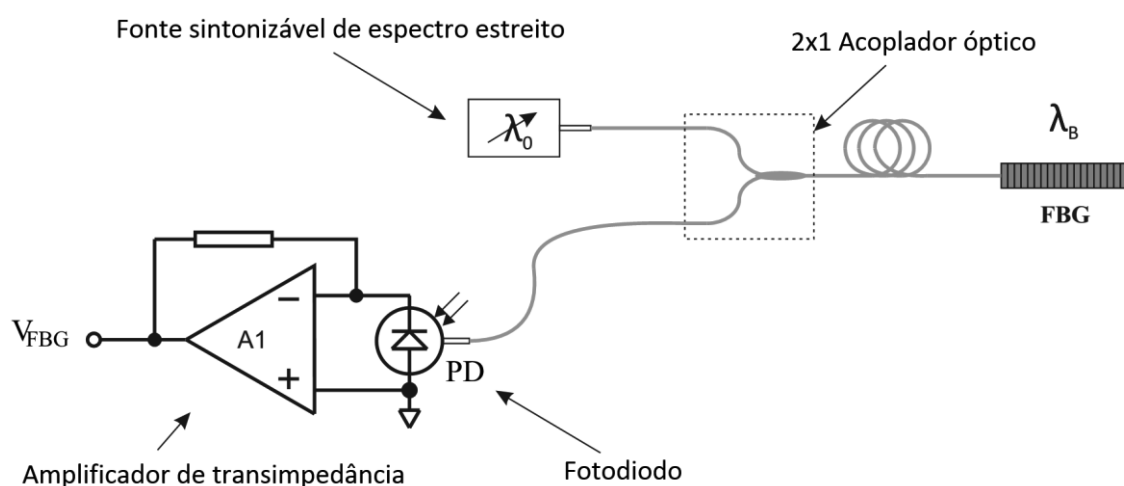 Fonte sintonizável de espectro estreito
2x1 Acoplador óptico
λ0
λB
FBG
VFBG
A1
PD
Amplificador de transimpedância
Fotodiodo